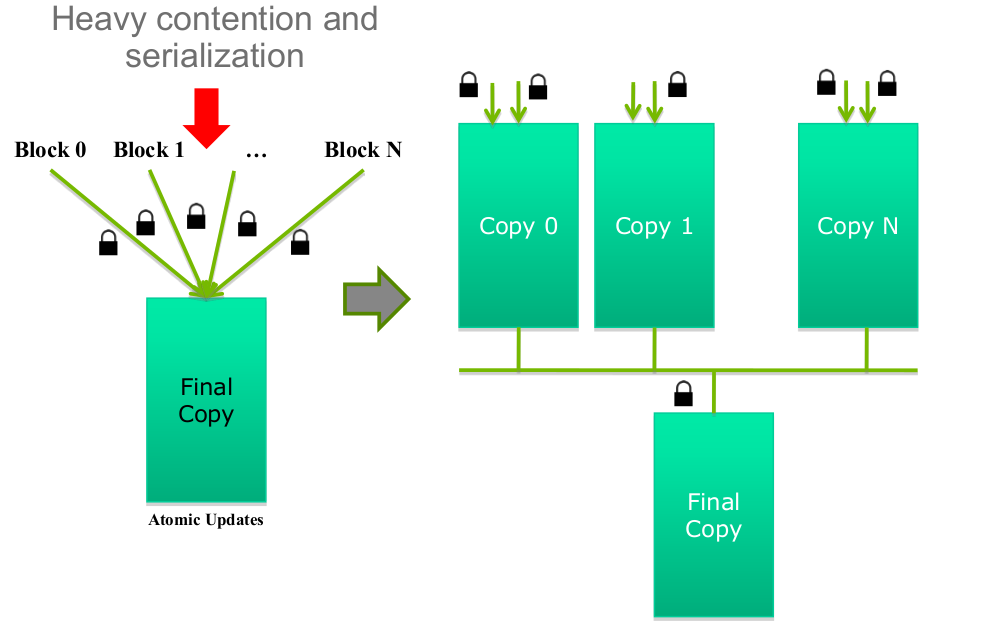 Heavy contention and
serialization
Block 0 Block 1 … Block N
Final
Copy
Atomic Updates
Copy 0 Copy 1 Copy N
Final
Copy